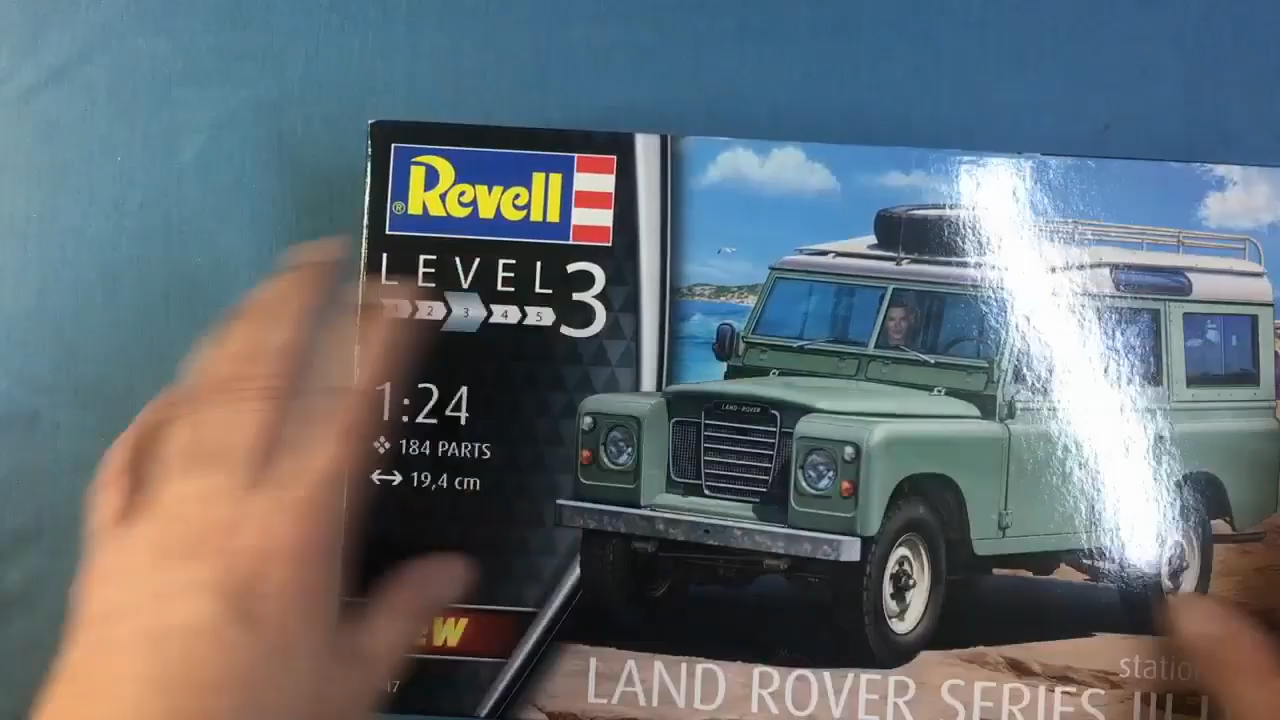 ® Revell
LEVEL 3
2 3 4 5
1:24
184 PARTS
19,4 cm
LAND-ROVER
LAND ROVER SERIES III